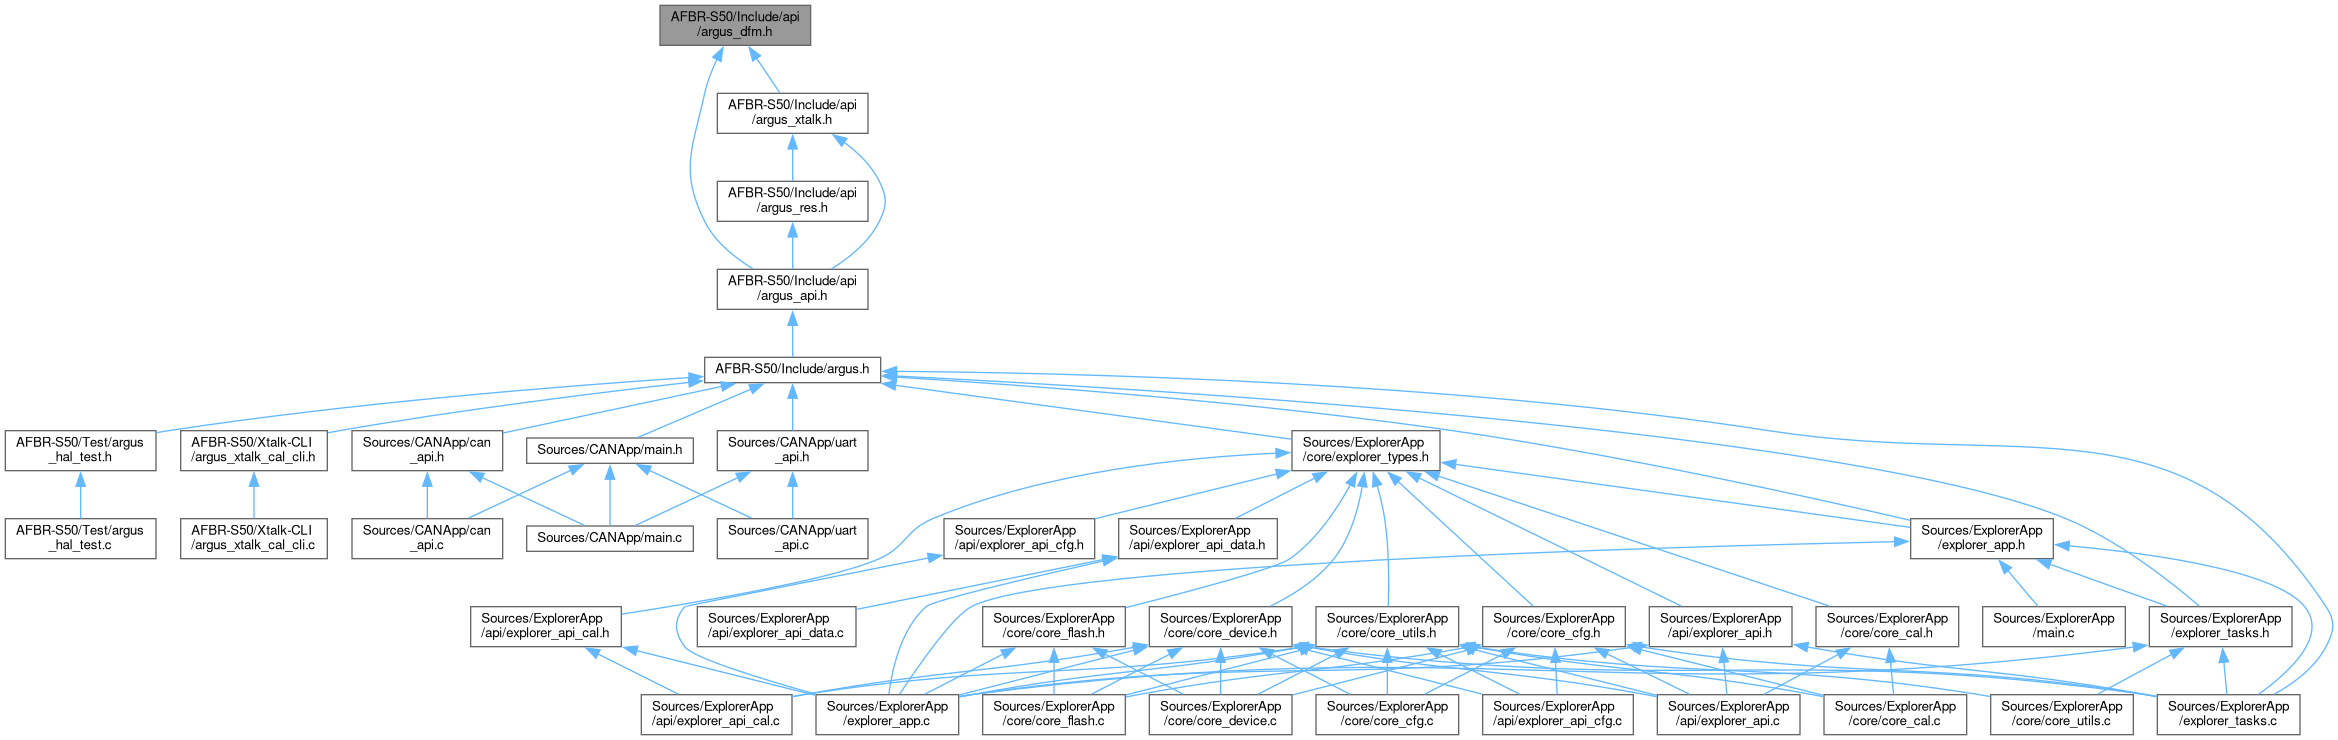 AFBR-S50/Include/api
/argus_dfm.h
AFBR-S50/Include/api
/argus_xtalk.h
AFBR-S50/Include/api
/argus_res.h
AFBR-S50/Include/api
/argus_api.h
AFBR-S50/Include/argus.h
AFBR-S50/Test/argus
_hal_test.h
AFBR-S50/Xtalk-CLI
/argus_xtalk_cal_cli.h
Sources/CANApp/can
_api.h
Sources/CANApp/main.h
Sources/CANApp/uart
_api.h
Sources/ExplorerApp
/core/explorer_types.h
AFBR-S50/Test/argus
_hal_test.c
AFBR-S50/Xtalk-CLI
/argus_xtalk_cal_cli.c
Sources/CANApp/can
_api.c
Sources/CANApp/main.c
Sources/CANApp/uart
_api.c
Sources/ExplorerApp
/api/explorer_api_cfg.h
Sources/ExplorerApp
/api/explorer_api_data.h
Sources/ExplorerApp
/explorer_app.h
Sources/ExplorerApp
/api/explorer_api_cal.h
Sources/ExplorerApp
/api/explorer_api_data.c
Sources/ExplorerApp
/core/core_flash.h
Sources/ExplorerApp
/core/core_device.h
Sources/ExplorerApp
/core/core_utils.h
Sources/ExplorerApp
/core/core_cfg.h
Sources/ExplorerApp
/api/explorer_api.h
Sources/ExplorerApp
/core/core_cal.h
Sources/ExplorerApp
/main.c
Sources/ExplorerApp
/explorer_tasks.h
Sources/ExplorerApp
/api/explorer_api_cal.c
Sources/ExplorerApp
/explorer_app.c
Sources/ExplorerApp
/core/core_flash.c
Sources/ExplorerApp
/core/core_device.c
Sources/ExplorerApp
/core/core_cfg.c
Sources/ExplorerApp
/api/explorer_api_cfg.c
Sources/ExplorerApp
/api/explorer_api.c
Sources/ExplorerApp
/core/core_cal.c
Sources/ExplorerApp
/core/core_utils.c
Sources/ExplorerApp
/explorer_tasks.c